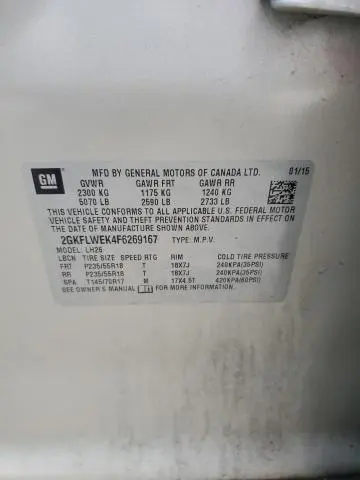 GM
MFD BY GENERAL MOTORS OF CANADA LTD. 01/15
GVWR GAWR FRT GAWR RR
2300 KG 1175 KG 1240 KG
5070 LB 2590 LB 2733 LB
THIS VEHICLE CONFORMS TO ALL APPLICABLE U.S. FEDERAL MOTOR
VEHICLE SAFETY AND THEFT PREVENTION STANDARDS IN EFFECT ON
THE DATE OF MANUFACTURE SHOWN ABOVE.
2GKFLWEK4F6269167 TYPE: M.P.V.
MODEL: LH26
LBCN TIRE SIZE SPEED RTG RIM COLD TIRE PRESSURE
FRT P235/55R18 T 18X7J 240KPA(35PSI)
RR P235/55R18 T 18X7J 240KPA(35PSI)
SPA T145/70R17 M 17X4.5T 420KPA(60PSI)
SEE OWNER'S MANUAL FOR MORE INFORMATION.